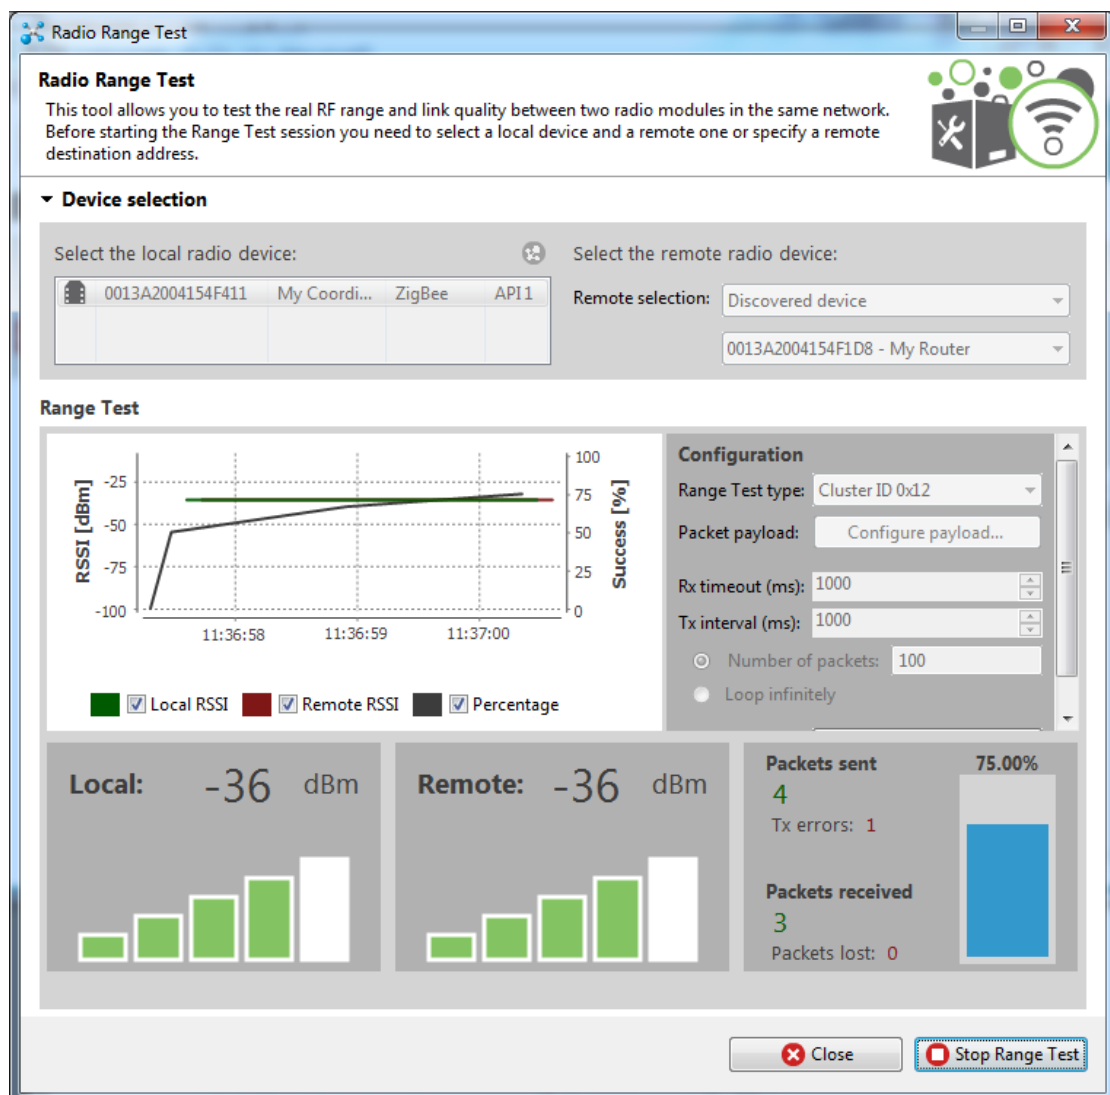 Radio Range Test
Radio Range Test
This tool allows you to test the real RF range and link quality between two radio modules in the same network.
Before starting the Range Test session you need to select a local device and a remote one or specify a remote
destination address.
Device selection
Select the local radio device:
0013A2004154F411 My Coordi... ZigBee API 1
Select the remote radio device:
Remote selection: Discovered device
0013A2004154F1D8 - My Router
Range Test
RSSI [dBm]
-25
-50
-75
-100
11:36:58 11:36:59 11:37:00
100
75
50
25
0
Success [%]
Local RSSI Remote RSSI Percentage
Configuration
Range Test type: Cluster ID 0x12
Packet payload: Configure payload...
Rx timeout (ms): 1000
Tx interval (ms): 1000
Number of packets: 100
Loop infinitely
Local: -36 dBm
Remote: -36 dBm
Packets sent
4
Tx errors: 1
Packets received
3
Packets lost: 0
75.00%
Close
Stop Range Test